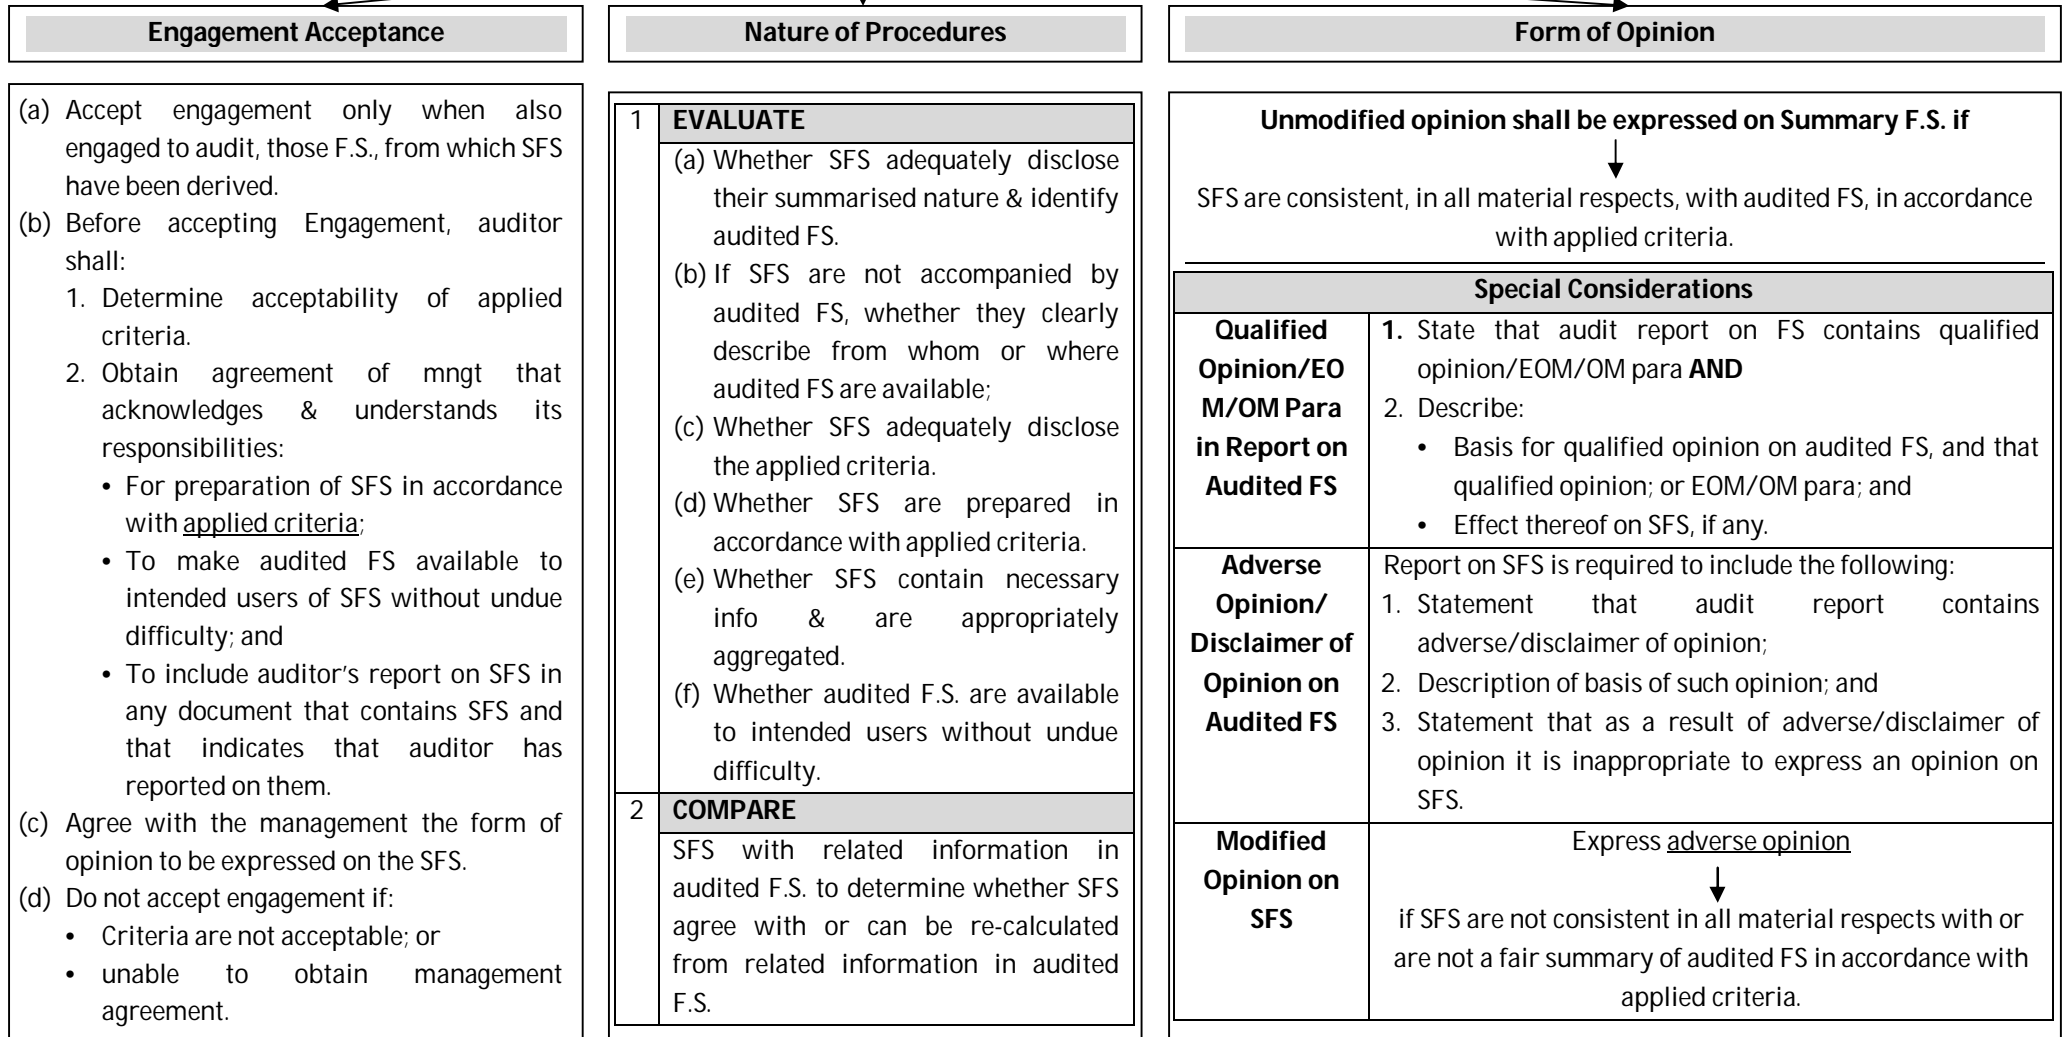 Engagement Acceptance
(a) Accept engagement only when also
engaged to audit, those F.S., from which SFS
have been derived.
(b) Before accepting Engagement, auditor
shall:
1. Determine acceptability of applied
criteria.
2. Obtain agreement of mngt that
acknowledges & understands its
responsibilities:
• For preparation of SFS in accordance
with applied criteria;
• To make audited FS available to
intended users of SFS without undue
difficulty; and
• To include auditor's report on SFS in
any document that contains SFS and
that indicates that auditor has
reported on them.
(c) Agree with the management the form of
opinion to be expressed on the SFS.
(d) Do not accept engagement if:
• Criteria are not acceptable; or
• unable to obtain management
agreement.
Nature of Procedures
1 EVALUATE
(a) Whether SFS adequately disclose
their summarised nature & identify
audited FS.
(b) If SFS are not accompanied by
audited FS, whether they clearly
describe from whom or where
audited FS are available;
(c) Whether SFS adequately disclose
the applied criteria.
(d) Whether SFS are prepared in
accordance with applied criteria.
(e) Whether SFS contain necessary
info & are appropriately
aggregated.
(f) Whether audited F.S. are available
to intended users without undue
difficulty.
2 COMPARE
SFS with related information in
audited F.S. to determine whether SFS
agree with or can be re-calculated
from related information in audited
F.S.
Form of Opinion
Unmodified opinion shall be expressed on Summary F.S. if
SFS are consistent, in all material respects, with audited FS, in accordance
with applied criteria.
Special Considerations
Qualified
Opinion/EO
M/OM Para
in Report on
Audited FS
1. State that audit report on FS contains qualified
opinion/EOM/OM para AND
2. Describe:
• Basis for qualified opinion on audited FS, and that
qualified opinion; or EOM/OM para; and
• Effect thereof on SFS, if any.
Adverse
Opinion/
Disclaimer of
Opinion on
Audited FS
Report on SFS is required to include the following:
1. Statement that audit report contains
adverse/disclaimer of opinion;
2. Description of basis of such opinion; and
3. Statement that as a result of adverse/disclaimer of
opinion it is inappropriate to express an opinion on
SFS.
Modified
Opinion on
SFS
Express adverse opinion
if SFS are not consistent in all material respects with or
are not a fair summary of audited FS in accordance with
applied criteria.